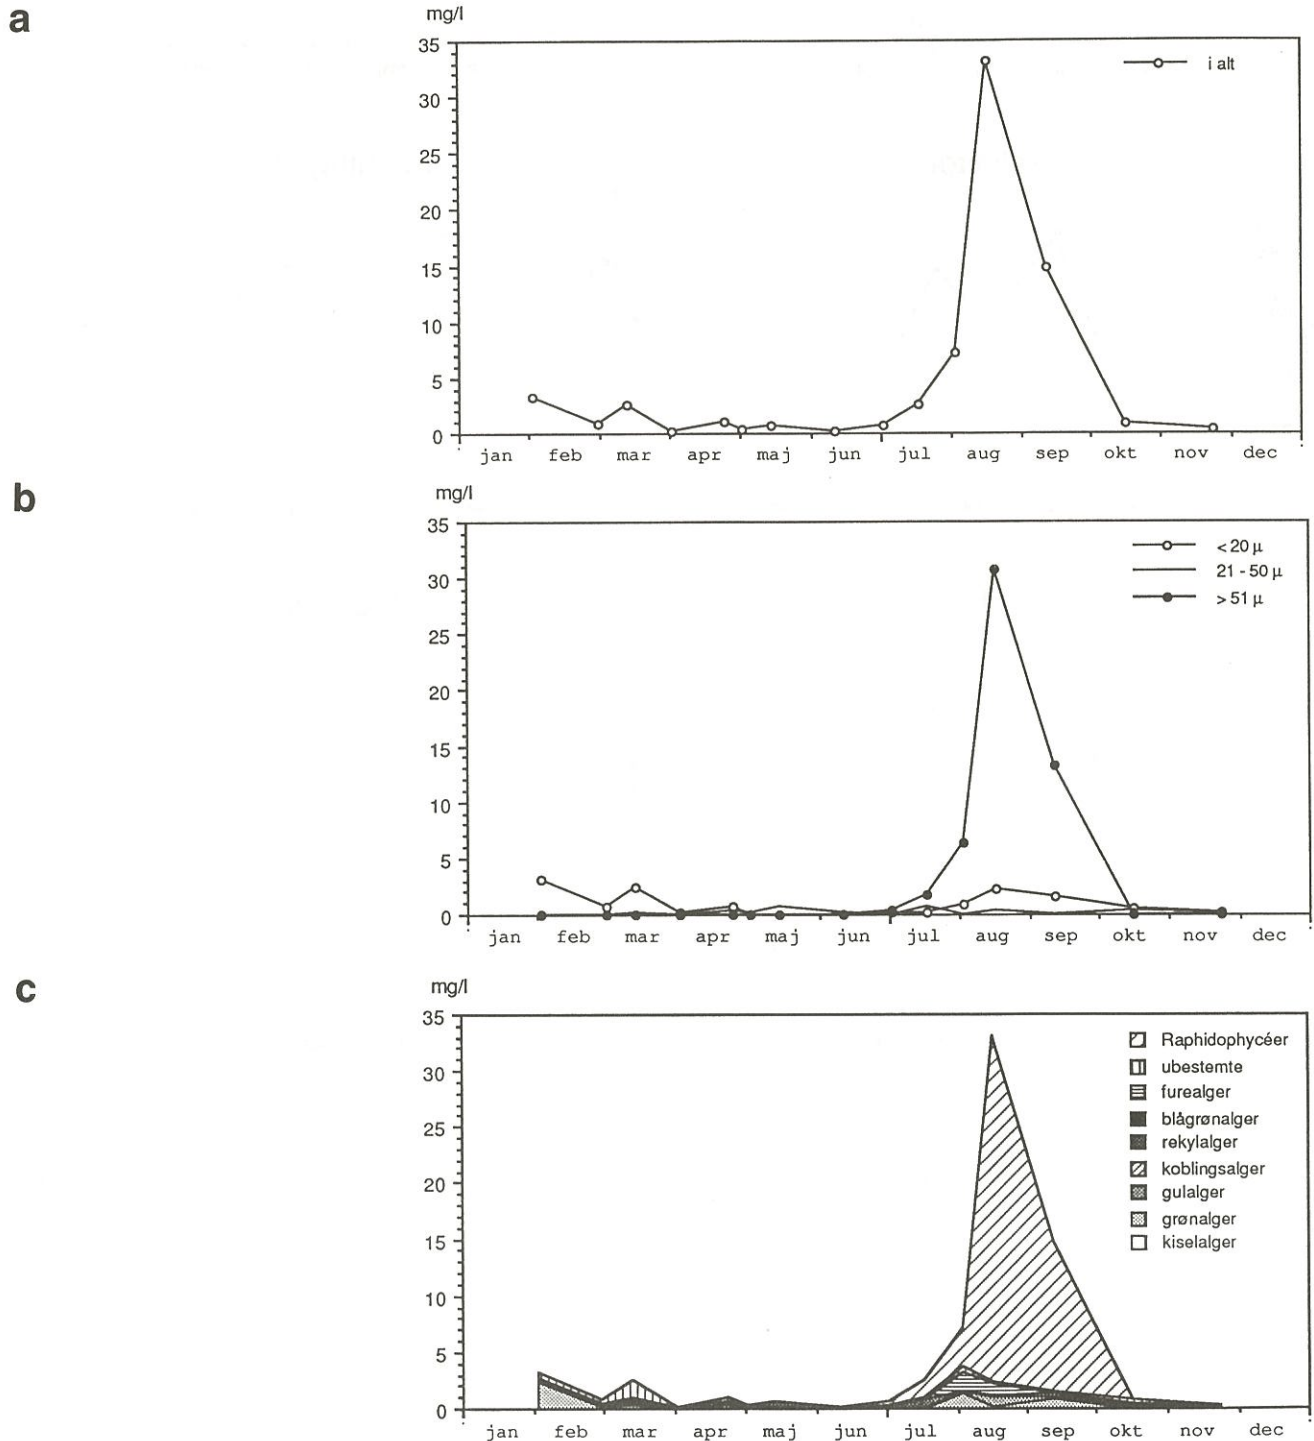 a
mg/l
35
30
25
20
15
10
5
0
i alt
jan feb mar apr maj jun jul aug sep okt nov dec
b
mg/l
35
30
25
20
15
10
5
0
< 20 µ
21 - 50 µ
> 51 µ
jan feb mar apr maj jun jul aug sep okt nov dec
c
mg/l
35
30
25
20
15
10
5
0
Raphidophycéer
ubestemte
furealger
blågrønalger
rekylalger
koblingsalger
gulalger
grønalger
kiselalger
jan feb mar apr maj jun jul aug sep okt nov dec